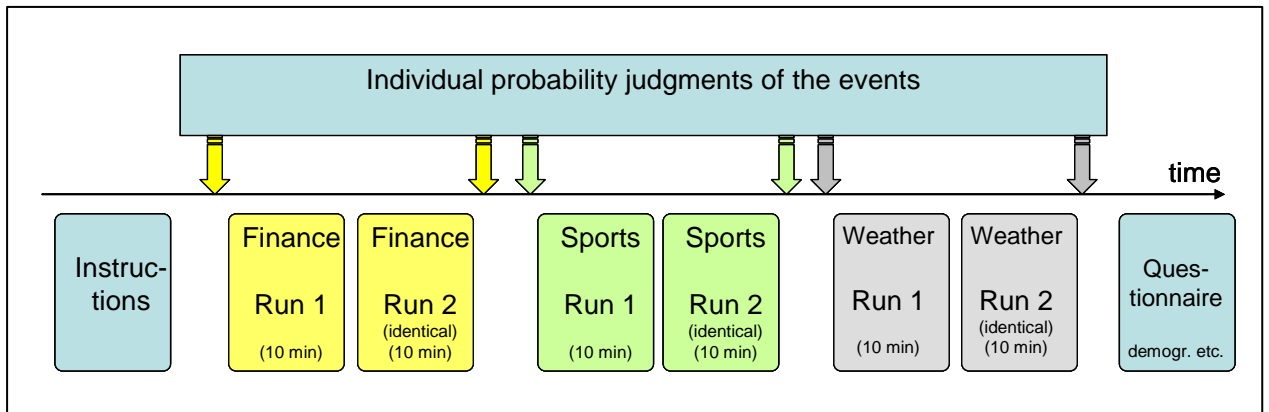 Individual probability judgments of the events
time
Instruc-
tions
Finance
Run 1
(10 min)
Finance
Run 2
(identical)
(10 min)
Sports
Run 1
(10 min)
Sports
Run 2
(identical)
(10 min)
Weather
Run 1
(10 min)
Weather
Run 2
(identical)
(10 min)
Ques-
tionnaire
demogr. etc.